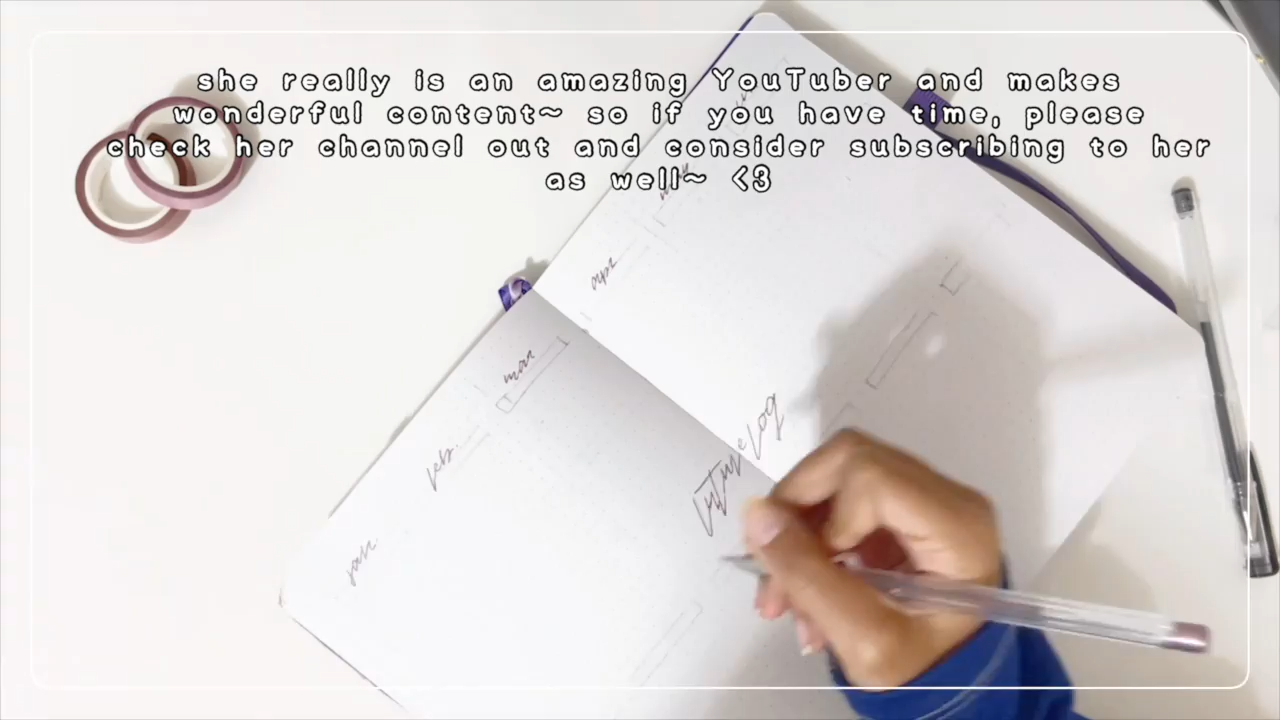 she really is an amazing YouTuber and makes
wonderful content~ so if you have time, please
check her channel out and consider subscribing to her
as well~ <3
jan
feb
mar
apr
future log